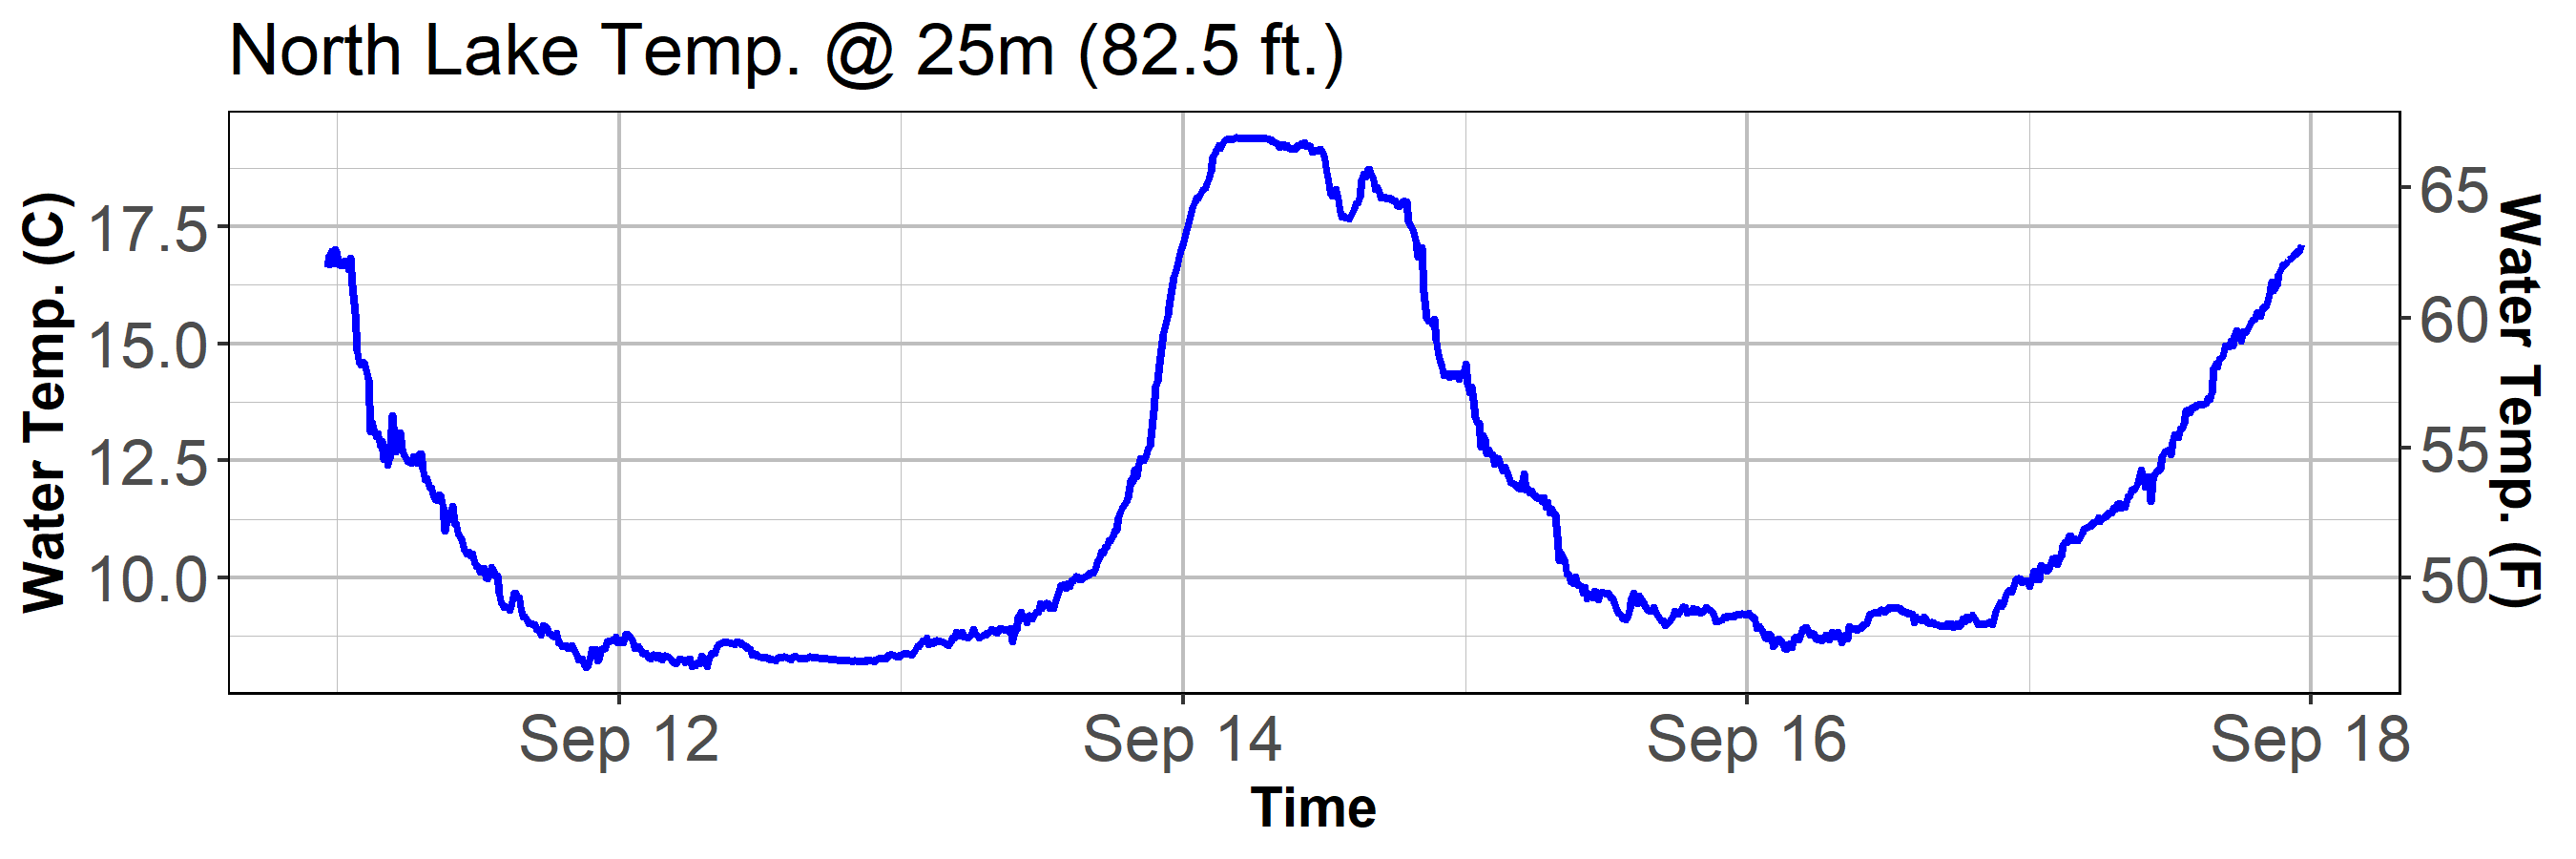 North Lake Temp. @ 25m (82.5 ft.)
Water Temp. (C)
17.5
15.0
12.5
10.0
65
60
55
50
Water Temp. (F)
Sep 12 Sep 14 Sep 16 Sep 18
Time